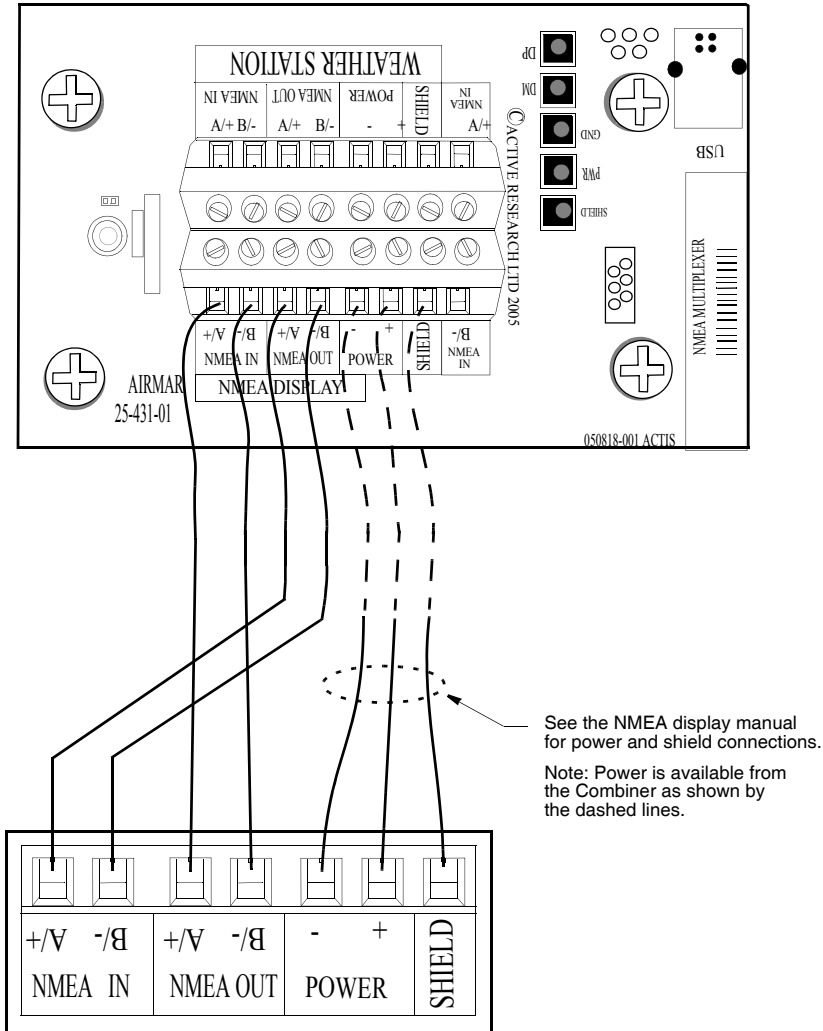 WEATHER STATION
NMEA IN NMEA OUT POWER SHIELD NMEA IN
A/+ B/- A/+ B/- - + A/+
© ACTIVE RESEARCH LTD 2005
DP
DM
GND
PWR
SHIELD
USB
NMEA MULTIPLEXER
A/+ B/- A/+ B/- - + SHIELD B/-
NMEA IN NMEA OUT POWER NMEA IN
NMEA DISPLAY
AIRMAR
25-431-01
050818-001 ACTIS
See the NMEA display manual
for power and shield connections.
Note: Power is available from
the Combiner as shown by
the dashed lines.
A/+ B/- A/+ B/- - + SHIELD
NMEA IN NMEA OUT POWER